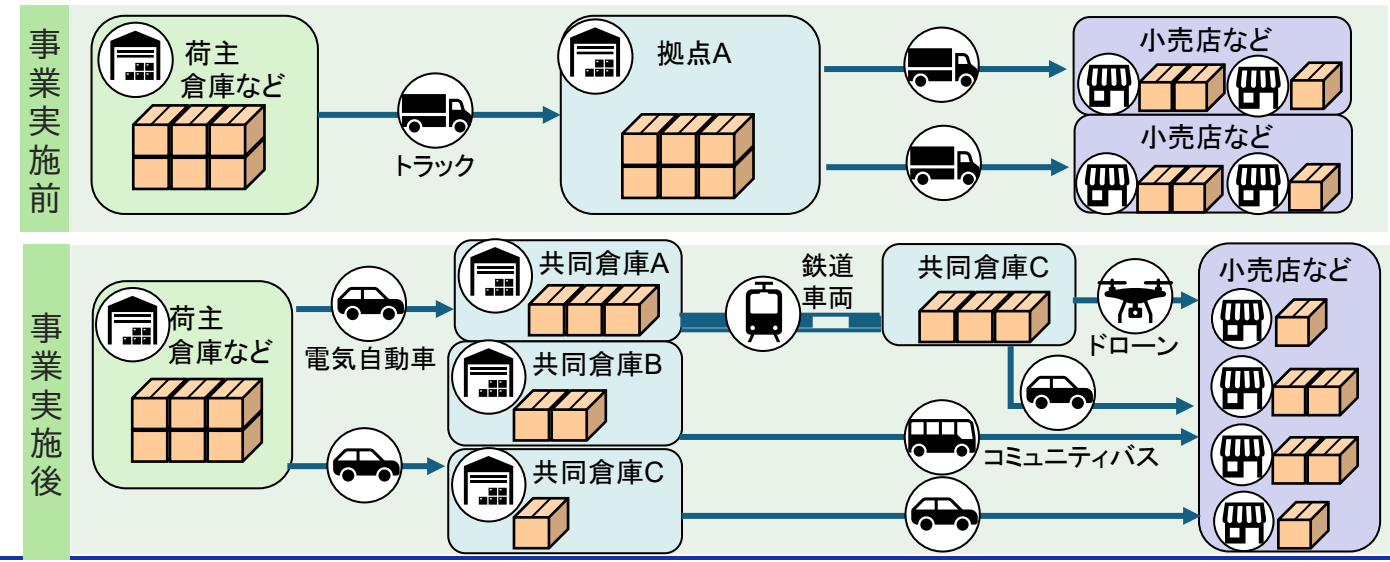 事業実施前
荷主
倉庫など
トラック
拠点A
小売店など
小売店など
事業実施後
荷主
倉庫など
電気自動車
共同倉庫A
共同倉庫B
共同倉庫C
鉄道
車両
共同倉庫C
ドローン
コミュニティバス
小売店など